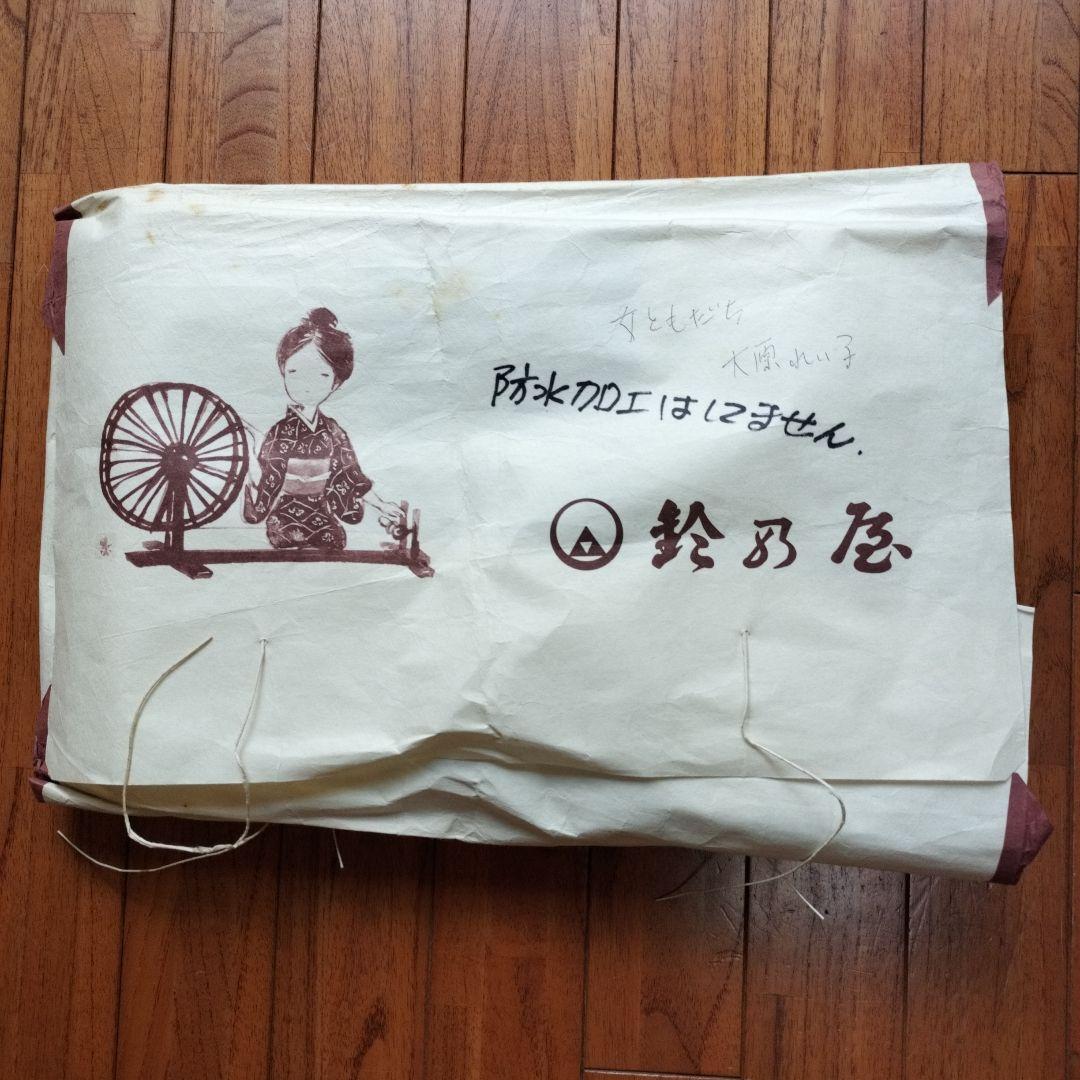 女ともだち
大原れい子
防水加工はしてません.
鈴乃屋